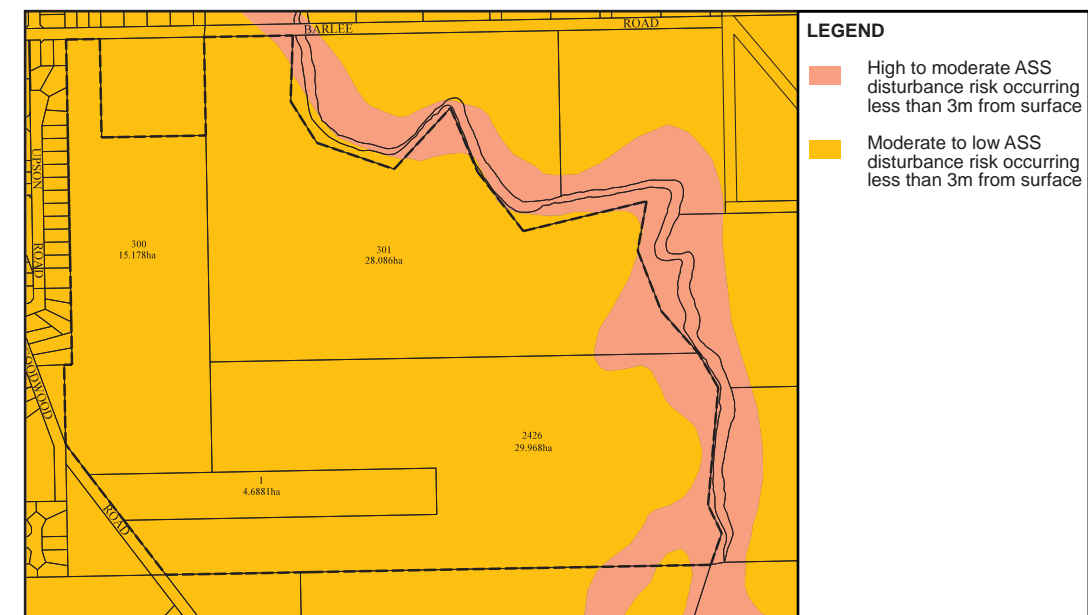 BARLEE ROAD
UPSON
ROAD
300
15.178ha
301
28.086ha
2426
29.968ha
1
4.6881ha
ROAD
LEGEND
High to moderate ASS
disturbance risk occurring
less than 3m from surface
Moderate to low ASS
disturbance risk occurring
less than 3m from surface